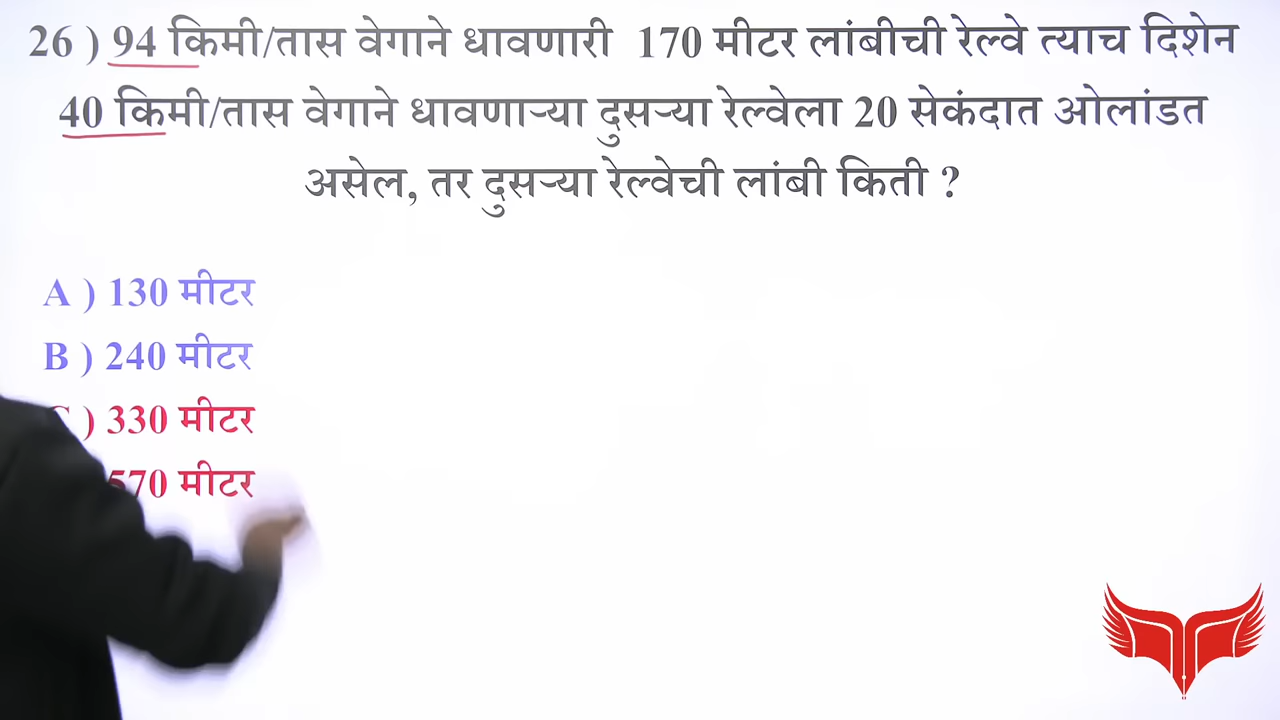 26 ) 94 किमी/तास वेगाने धावणारी 170 मीटर लांबीची रेल्वे त्याच दिशेन
40 किमी/तास वेगाने धावणाऱ्या दुसऱ्या रेल्वेला 20 सेकंदात ओलांडत
असेल, तर दुसऱ्या रेल्वेची लांबी किती ?
A ) 130 मीटर
B ) 240 मीटर
) 330 मीटर
570 मीटर